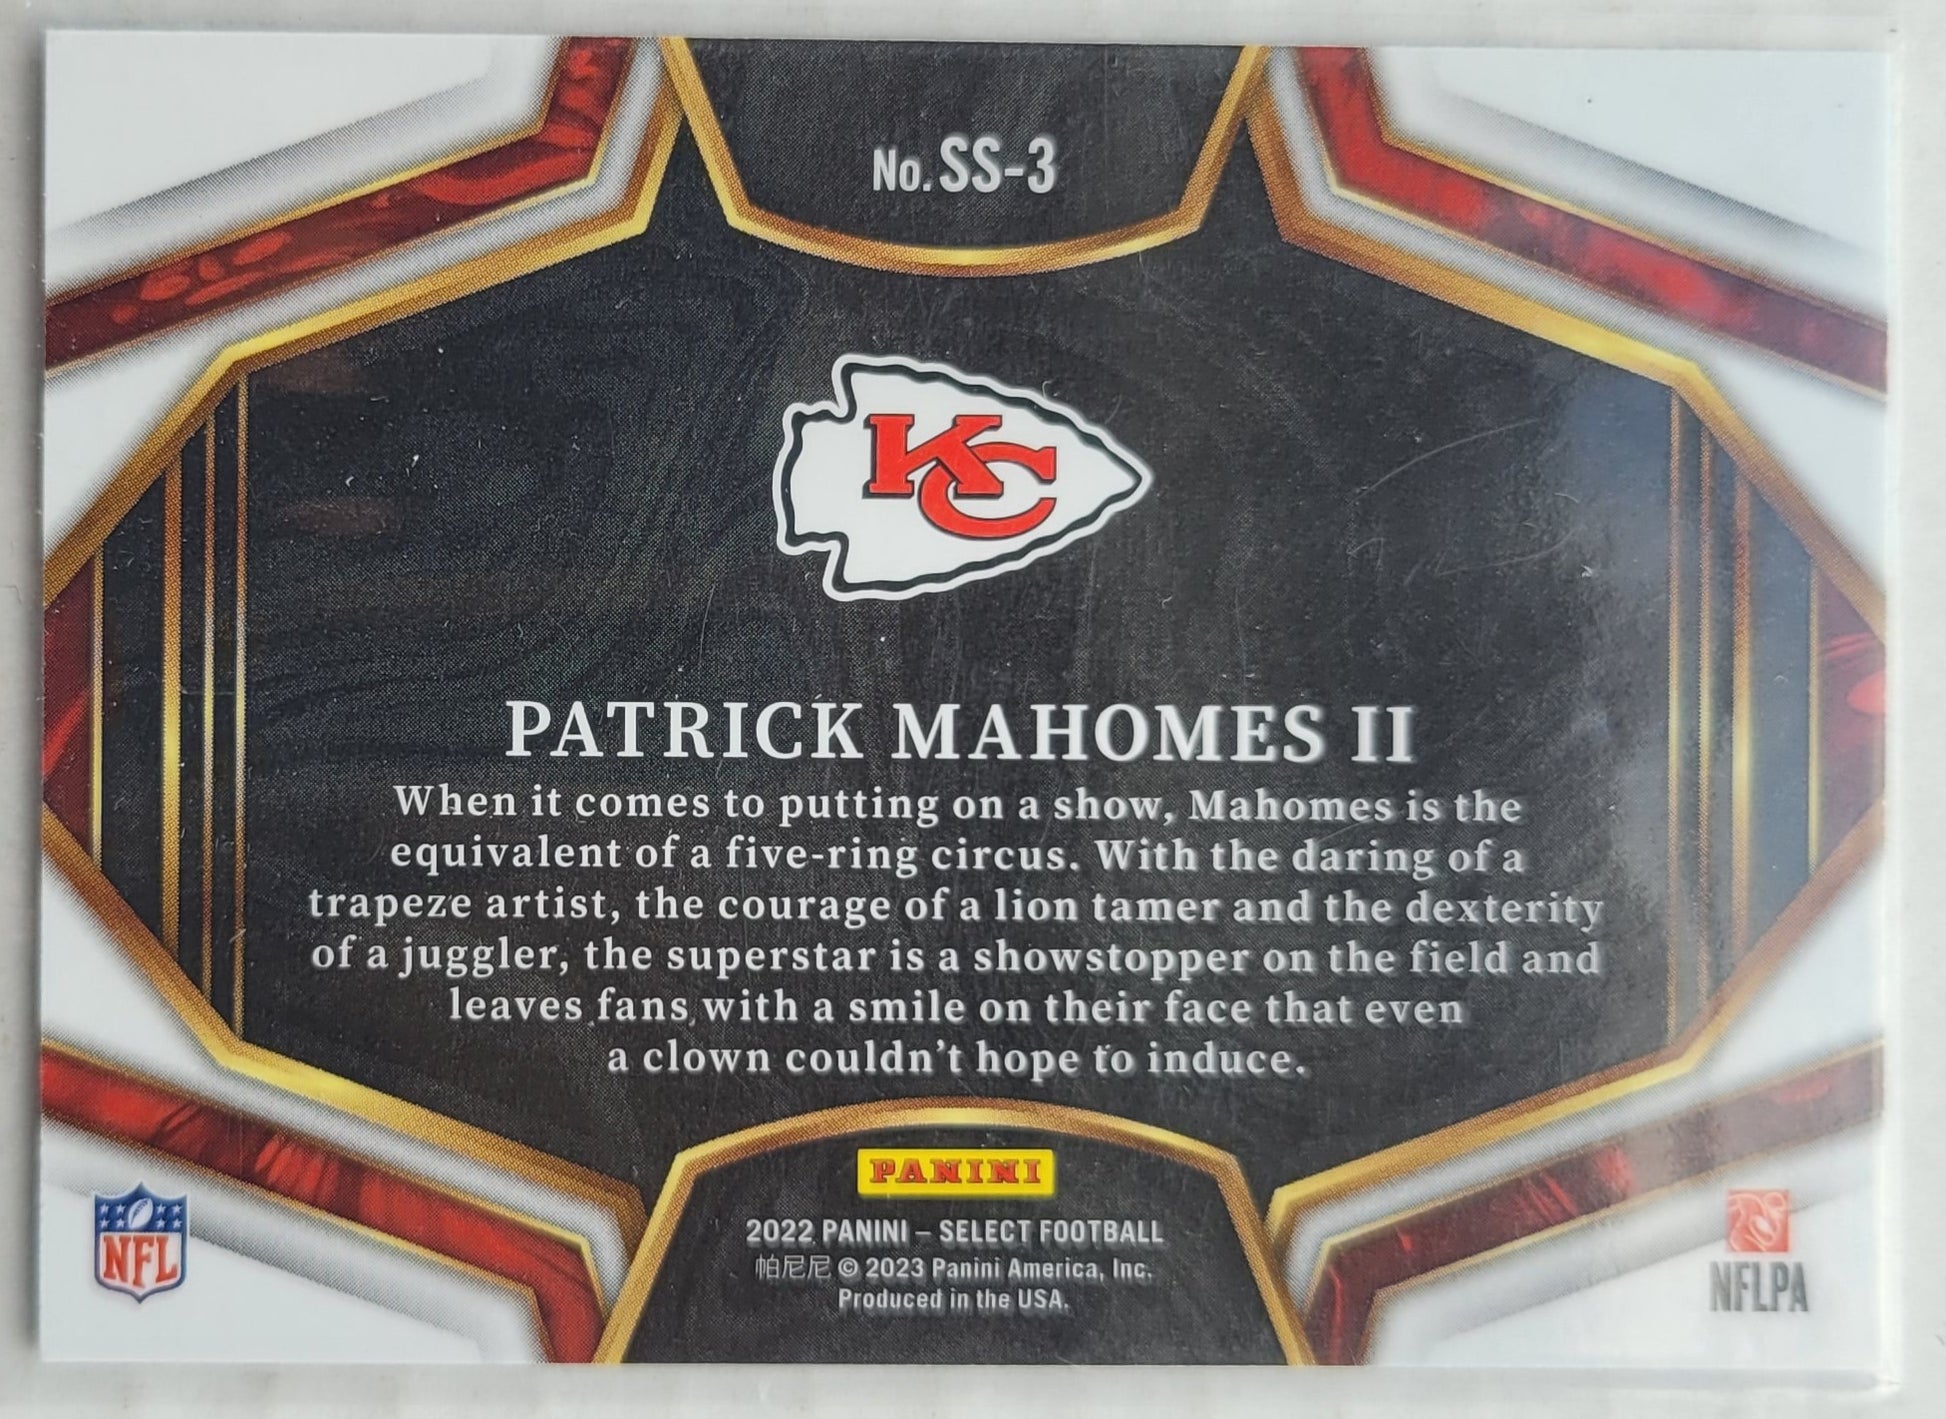 No. SS-3
KC
PATRICK MAHOMES II
When it comes to putting on a show, Mahomes is the
equivalent of a five-ring circus. With the daring of a
trapeze artist, the courage of a lion tamer and the dexterity
of a juggler, the superstar is a showstopper on the field and
leaves fans with a smile on their face that even
a clown couldn’t hope to induce.
PANINI
2022 PANINI – SELECT FOOTBALL
帕尼尼 © 2023 Panini America, Inc.
Produced in the USA.
NFL
NFLPA